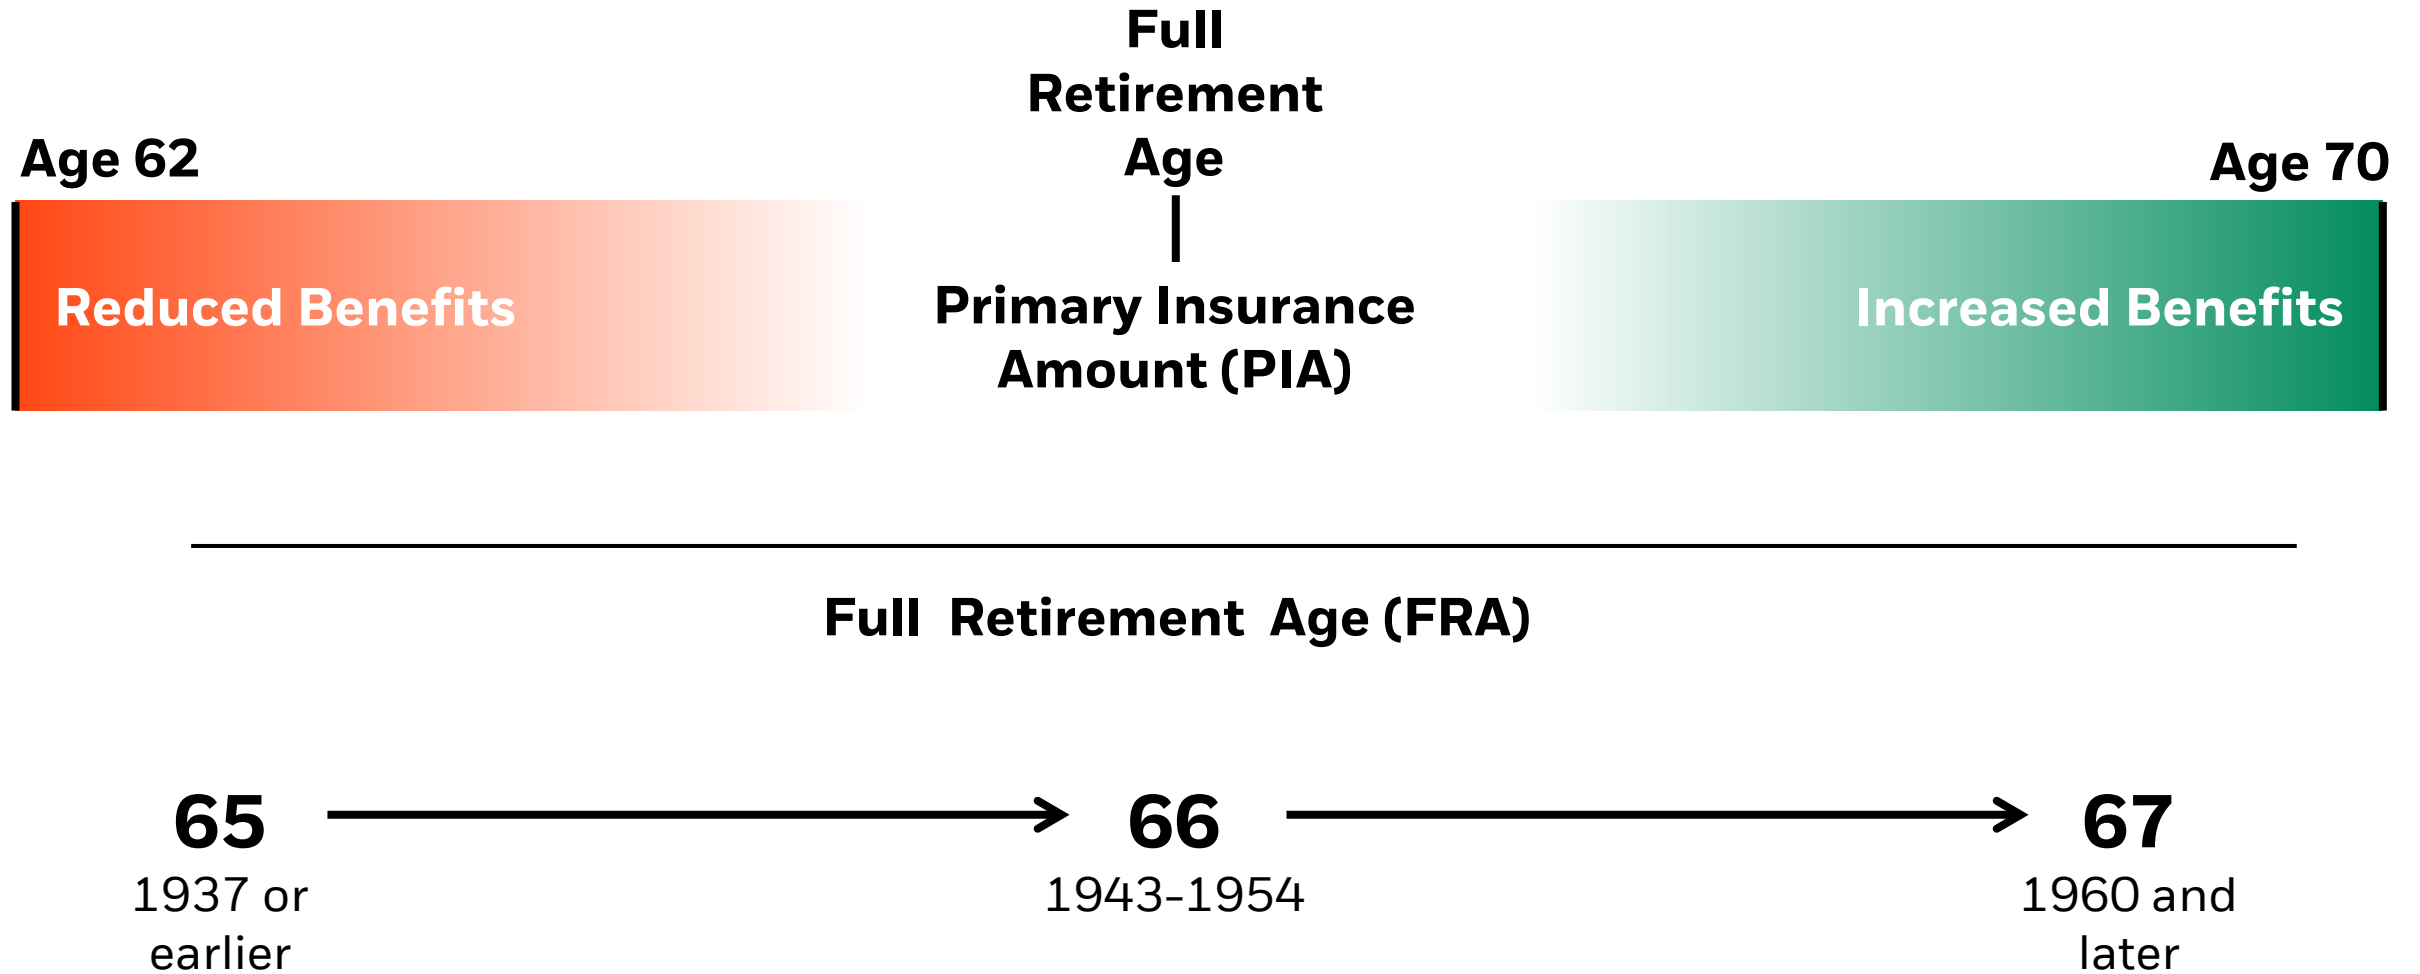 Full
Retirement
Age
Age 62
Age 70
Reduced Benefits
Primary Insurance
Amount (PIA)
Increased Benefits
Full Retirement Age (FRA)
65
66
67
1937 or
earlier
1943-1954
1960 and
later